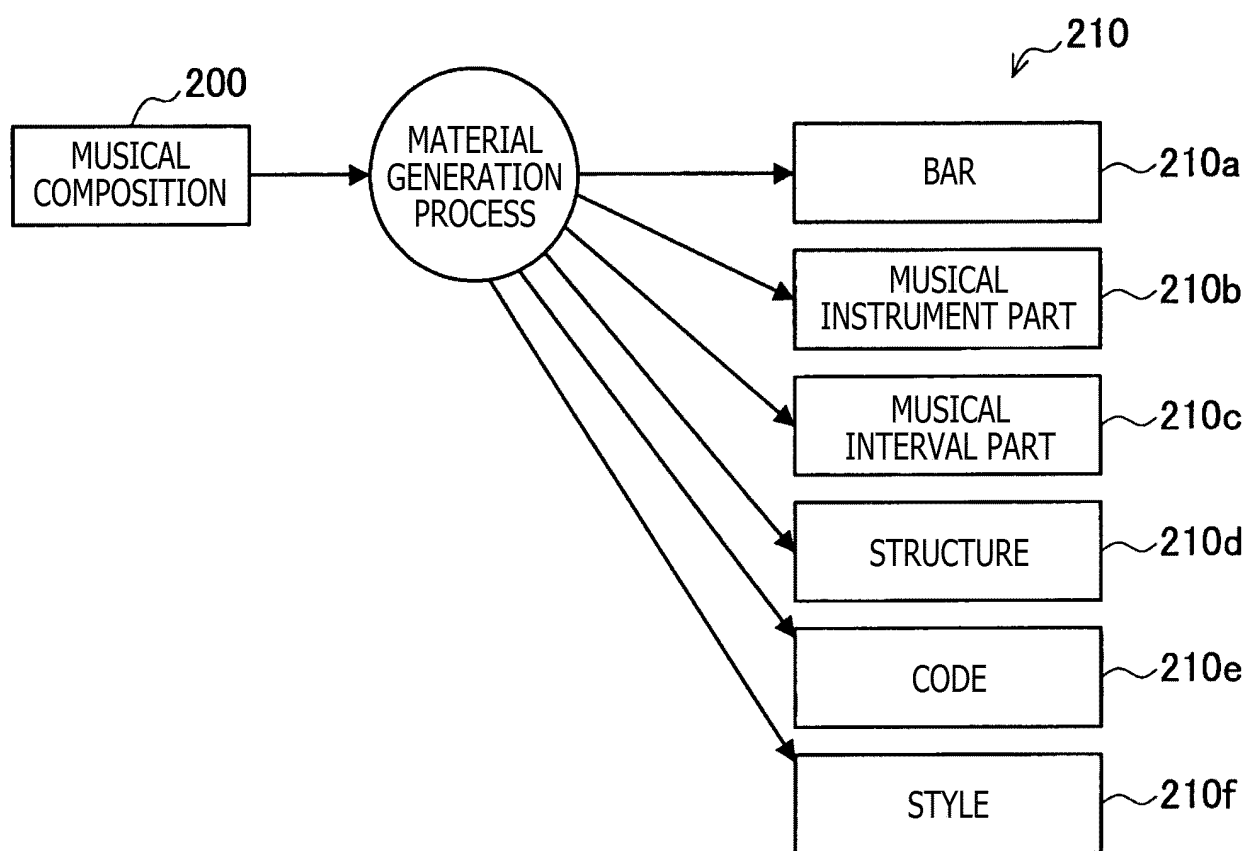 210
200
MUSICAL
COMPOSITION
MATERIAL
GENERATION
PROCESS
BAR
210a
MUSICAL
INSTRUMENT PART
210b
MUSICAL
INTERVAL PART
210c
STRUCTURE
210d
CODE
210e
STYLE
210f